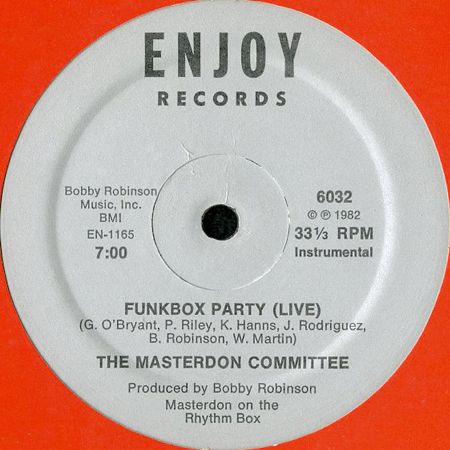 ENJOY
RECORDS
Bobby Robinson
Music, Inc.
BMI
EN-1165
7:00
6032
© ℗ 1982
33⅓ RPM
Instrumental
FUNKBOX PARTY (LIVE)
(G. O'Bryant, P. Riley, K. Hanns, J. Rodriguez,
B. Robinson, W. Martin)
THE MASTERDON COMMITTEE
Produced by Bobby Robinson
Masterdon on the
Rhythm Box